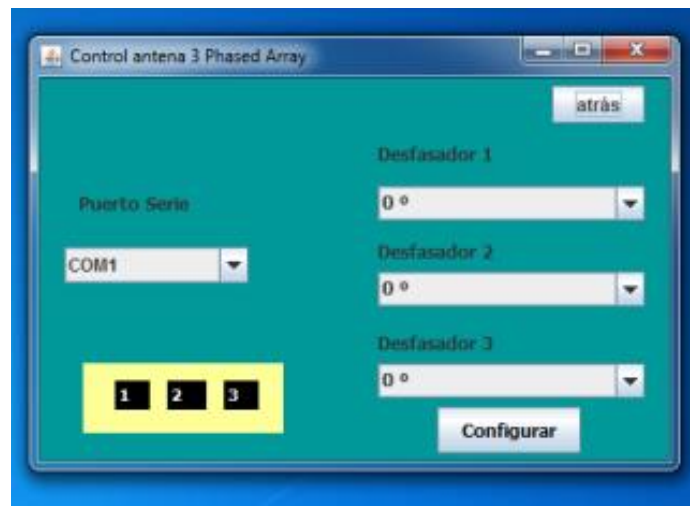 Control antena 3 Phased Array
atrás
Desfasador 1
Puerto Serie
0 º
Desfasador 2
COM1
0 º
Desfasador 3
0 º
1 2 3
Configurar